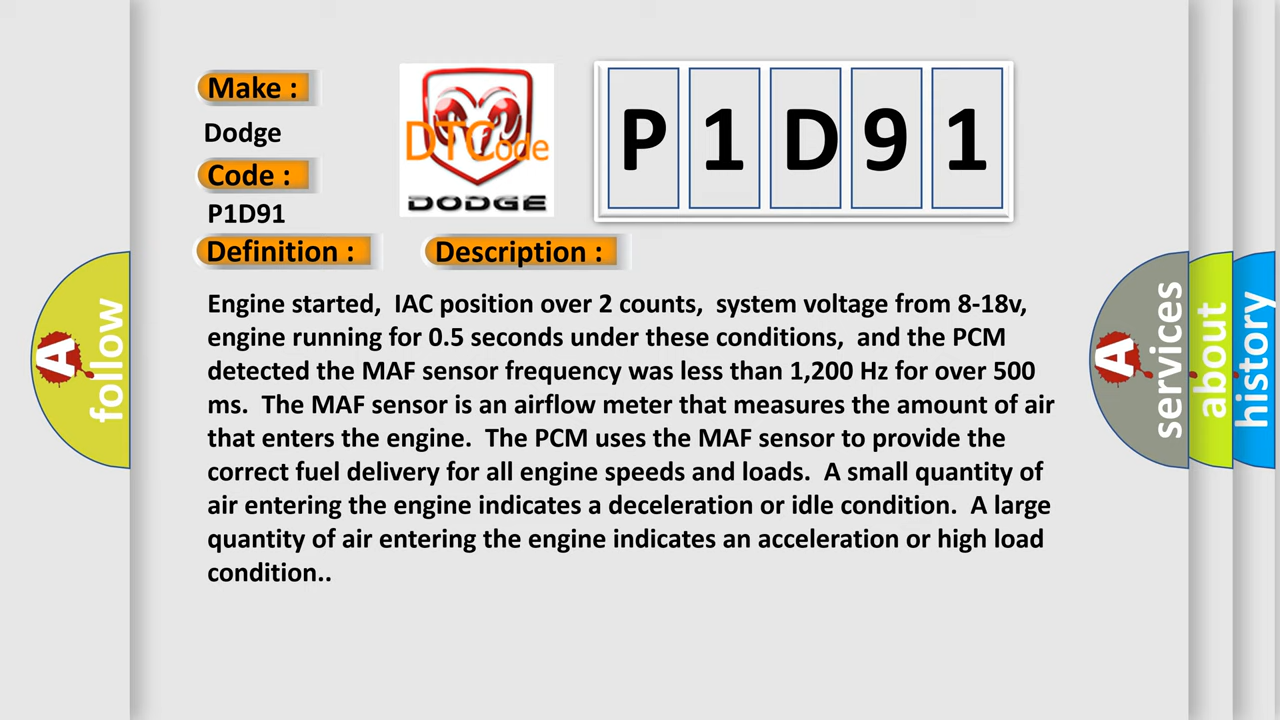 Make :
Dodge
Code :
P1D91
Definition :
Description :
DTCode
DODGE
P1D91
Engine started,  IAC position over 2 counts,  system voltage from 8-18v,
engine running for 0.5 seconds under these conditions,  and the PCM
detected the MAF sensor frequency was less than 1,200 Hz for over 500
ms.  The MAF sensor is an airflow meter that measures the amount of air
that enters the engine.  The PCM uses the MAF sensor to provide the
correct fuel delivery for all engine speeds and loads.  A small quantity of
air entering the engine indicates a deceleration or idle condition.  A large
quantity of air entering the engine indicates an acceleration or high load
condition..
A follow
A services
about
history